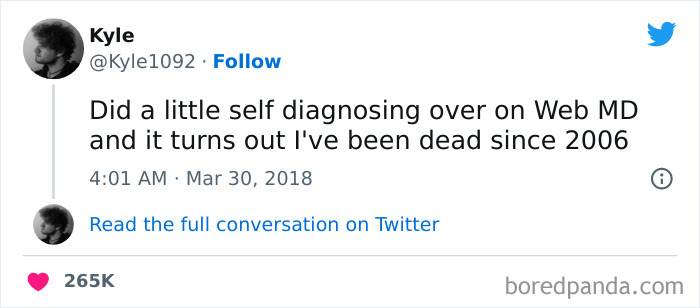 Kyle
@Kyle1092 · Follow
Did a little self diagnosing over on Web MD
and it turns out I've been dead since 2006
4:01 AM · Mar 30, 2018
Read the full conversation on Twitter
265K
boredpanda.com